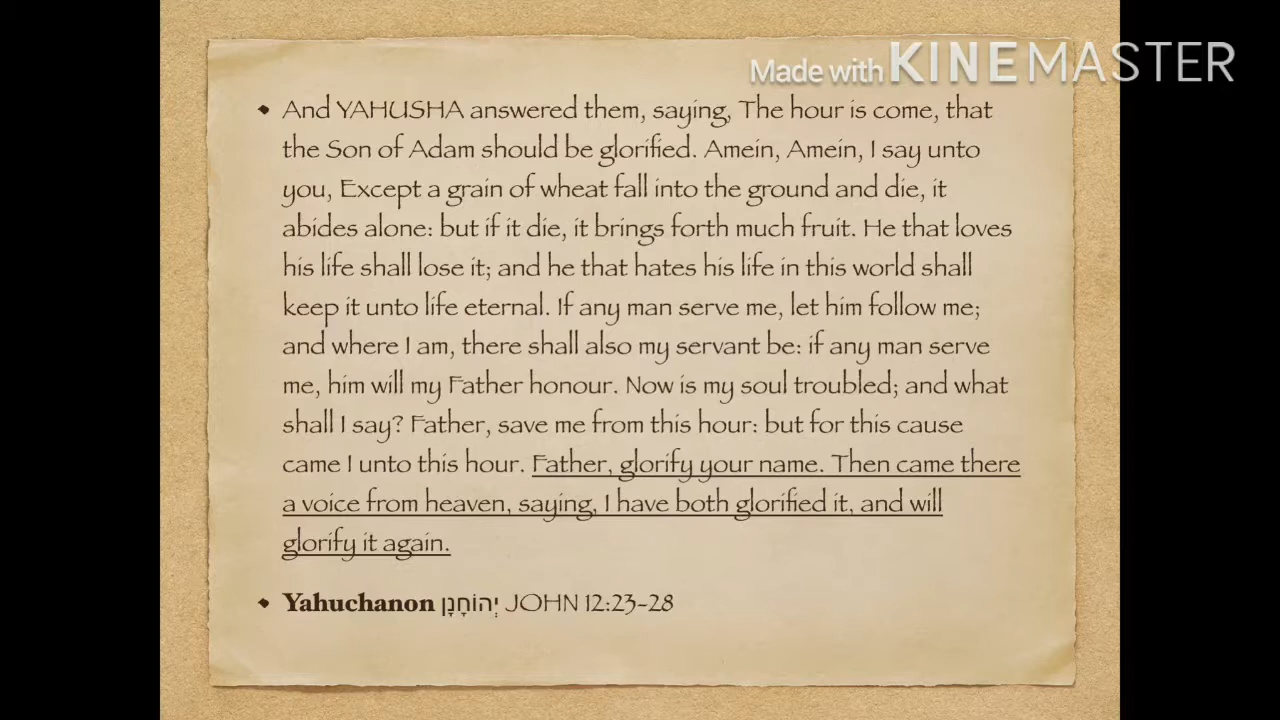 Made with KINEMASTER
• And YAHUSHA answered them, saying, The hour is come, that
the Son of Adam should be glorified. Amein, Amein, I say unto
you, Except a grain of wheat fall into the ground and die, it
abides alone: but if it die, it brings forth much fruit. He that loves
his life shall lose it; and he that hates his life in this world shall
keep it unto life eternal. If any man serve me, let him follow me;
and where I am, there shall also my servant be: if any man serve
me, him will my Father honour. Now is my soul troubled; and what
shall I say? Father, save me from this hour: but for this cause
came I unto this hour. Father, glorify your name. Then came there
a voice from heaven, saying, I have both glorified it, and will
glorify it again.
• Yahuchanon יְהוֹחָנָן JOHN 12:23-28